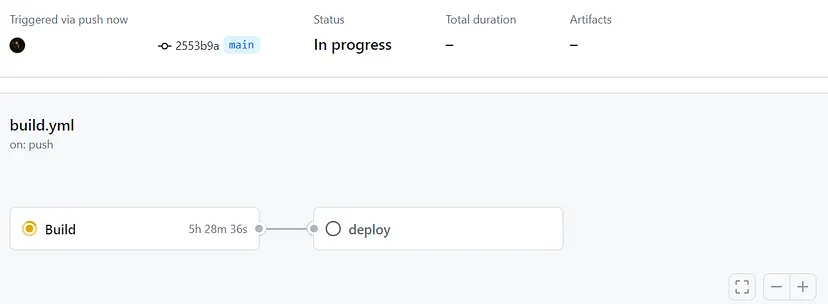 Triggered via push now
Status
Total duration
Artifacts
2553b9a main
In progress
–
–
build.yml
on: push
Build
5h 28m 36s
deploy